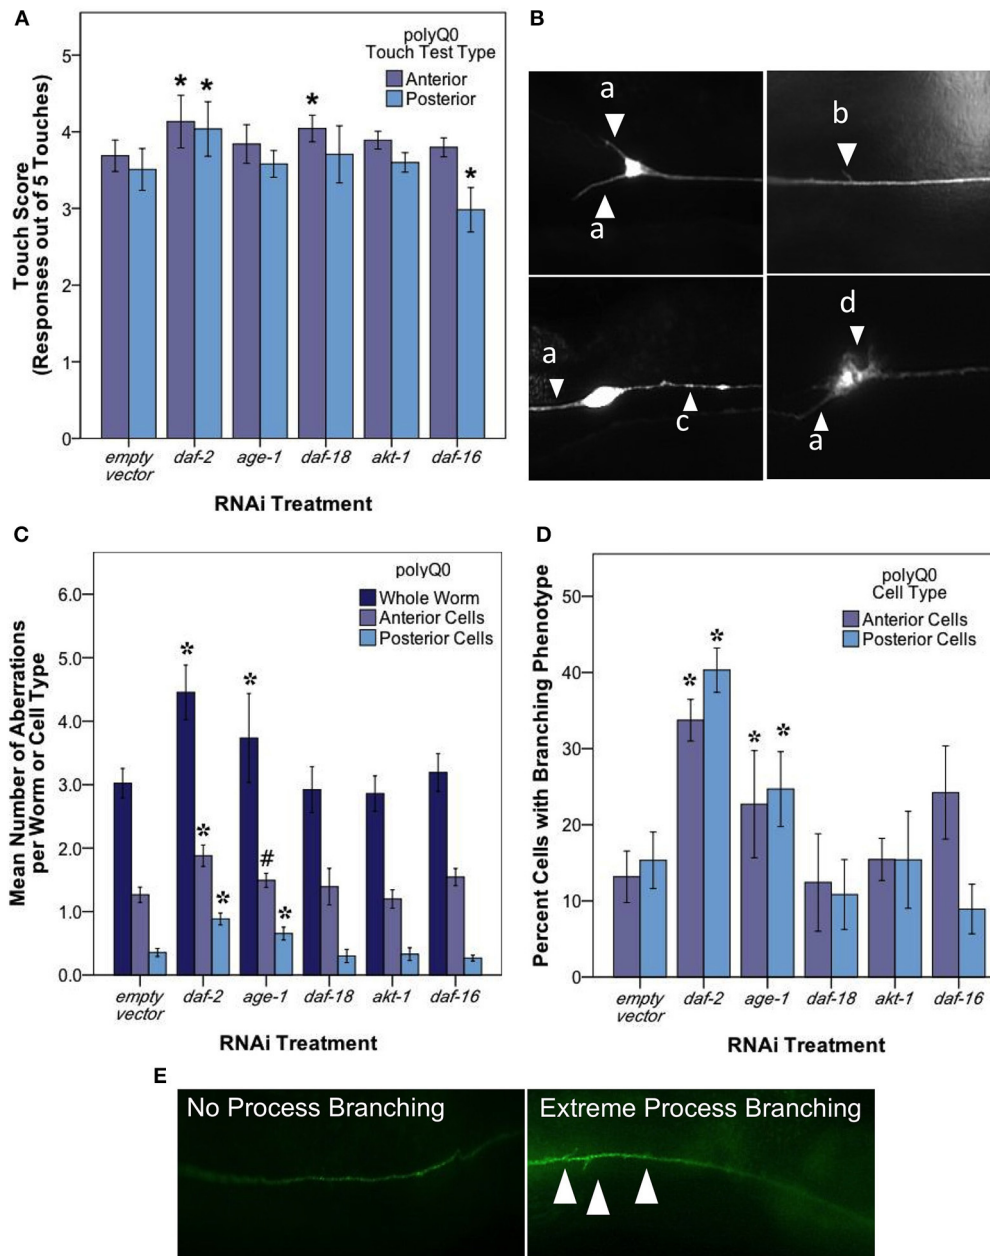 A
polyQ0
Touch Test Type
Anterior
Posterior
Touch Score
(Responses out of 5 Touches)
5
4
3
2
1
0
* * * *
empty vector
daf-2
age-1
daf-18
akt-1
daf-16
RNAi Treatment
B
a
a
b
a
c
d
a
C
polyQ0
Whole Worm
Anterior Cells
Posterior Cells
Mean Number of Aberrations
per Worm or Cell Type
6.0
5.0
4.0
3.0
2.0
1.0
0.0
* * * * # *
empty vector
daf-2
age-1
daf-18
akt-1
daf-16
RNAi Treatment
D
polyQ0
Cell Type
Anterior Cells
Posterior Cells
Percent Cells with Branching Phenotype
50
40
30
20
10
0
* * * *
empty vector
daf-2
age-1
daf-18
akt-1
daf-16
RNAi Treatment
E
No Process Branching
Extreme Process Branching